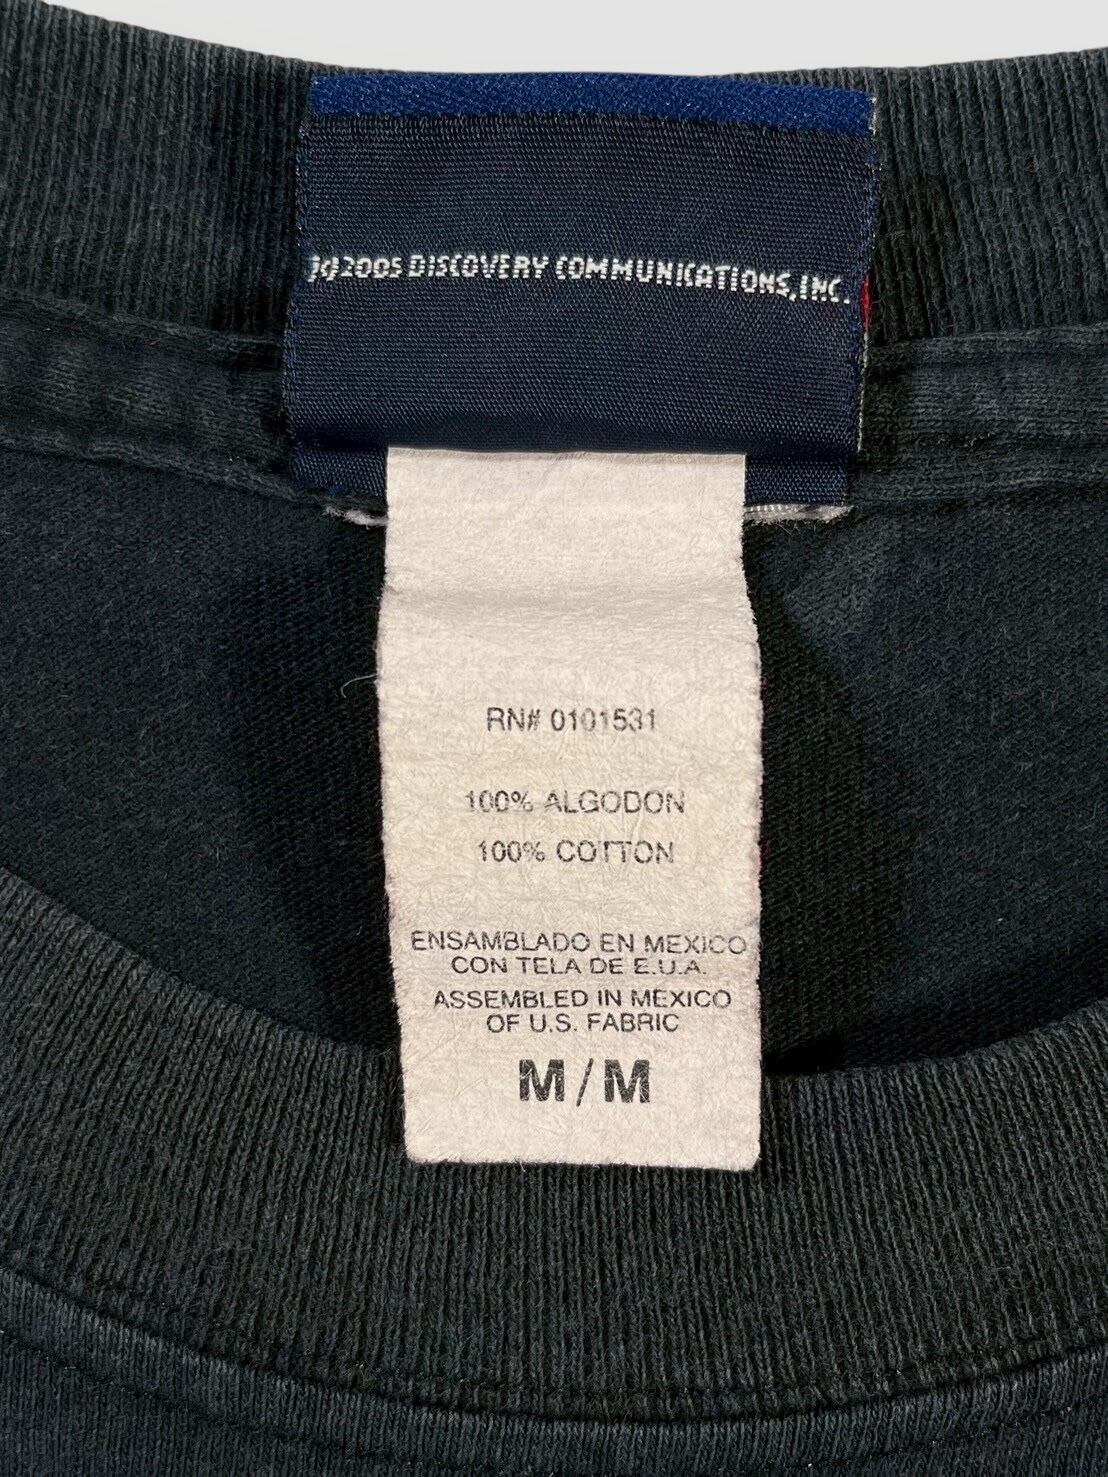 2005 DISCOVERY COMMUNICATIONS, INC.
RN# 0101531
100% ALGODON
100% COTTON
ENSAMBLADO EN MEXICO
CON TELA DE E.U.A.
ASSEMBLED IN MEXICO
OF U.S. FABRIC
M / M